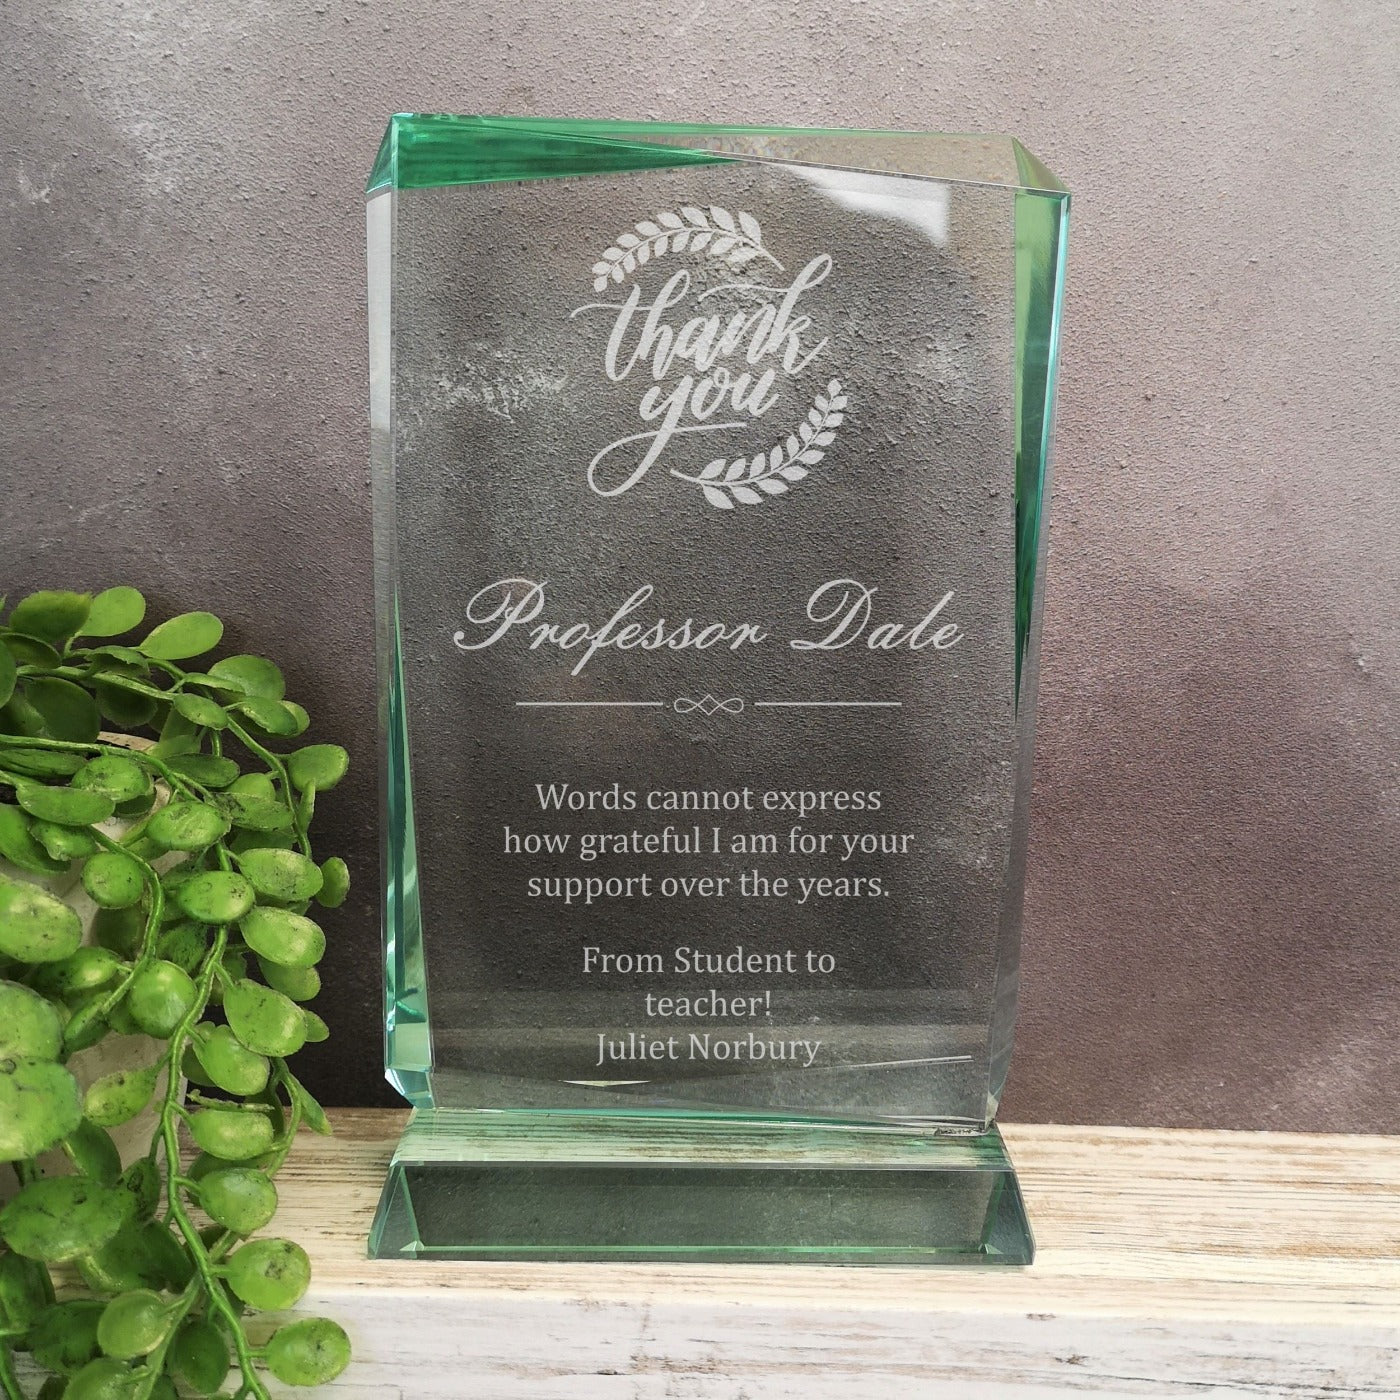 thank
you
Professor Dale
Words cannot express
how grateful I am for your
support over the years.
From Student to
teacher!
Juliet Norbury